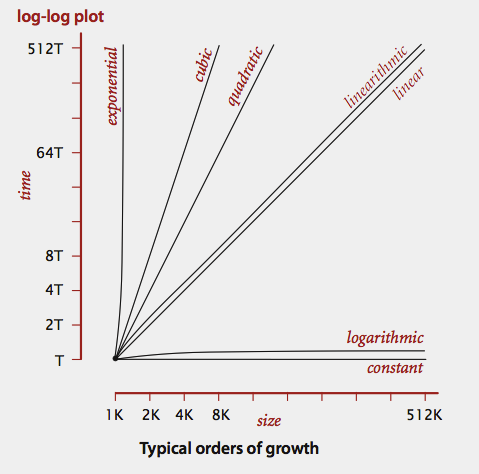 log-log plot
512T
64T
8T
4T
2T
T
time
exponential
cubic
quadratic
linearithmic
linear
logarithmic
constant
1K
2K
4K
8K
512K
size
Typical orders of growth